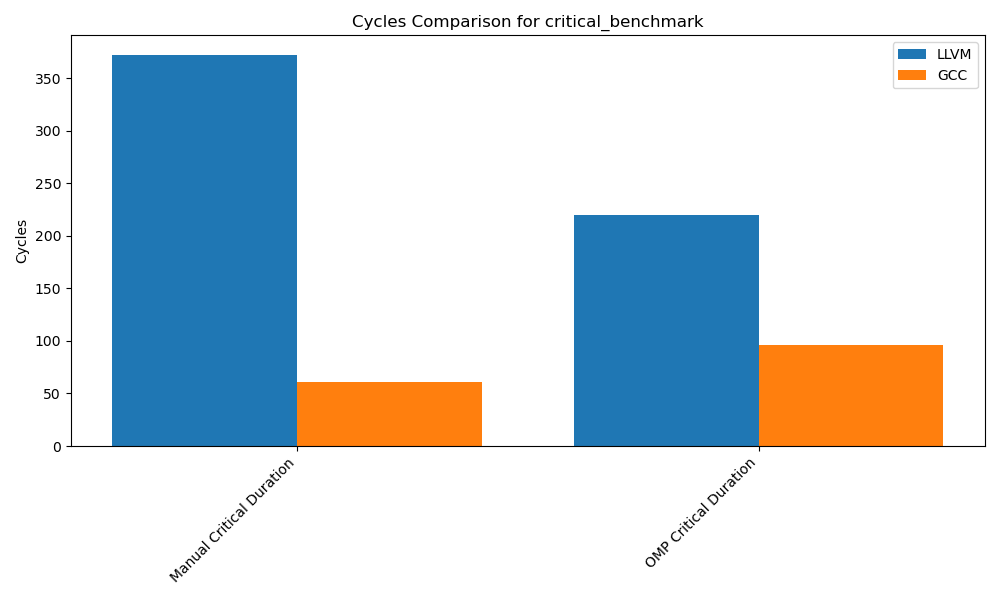 Cycles Comparison for critical_benchmark
LLVM
GCC
Cycles
350
300
250
200
150
100
50
0
Manual Critical Duration
OMP Critical Duration